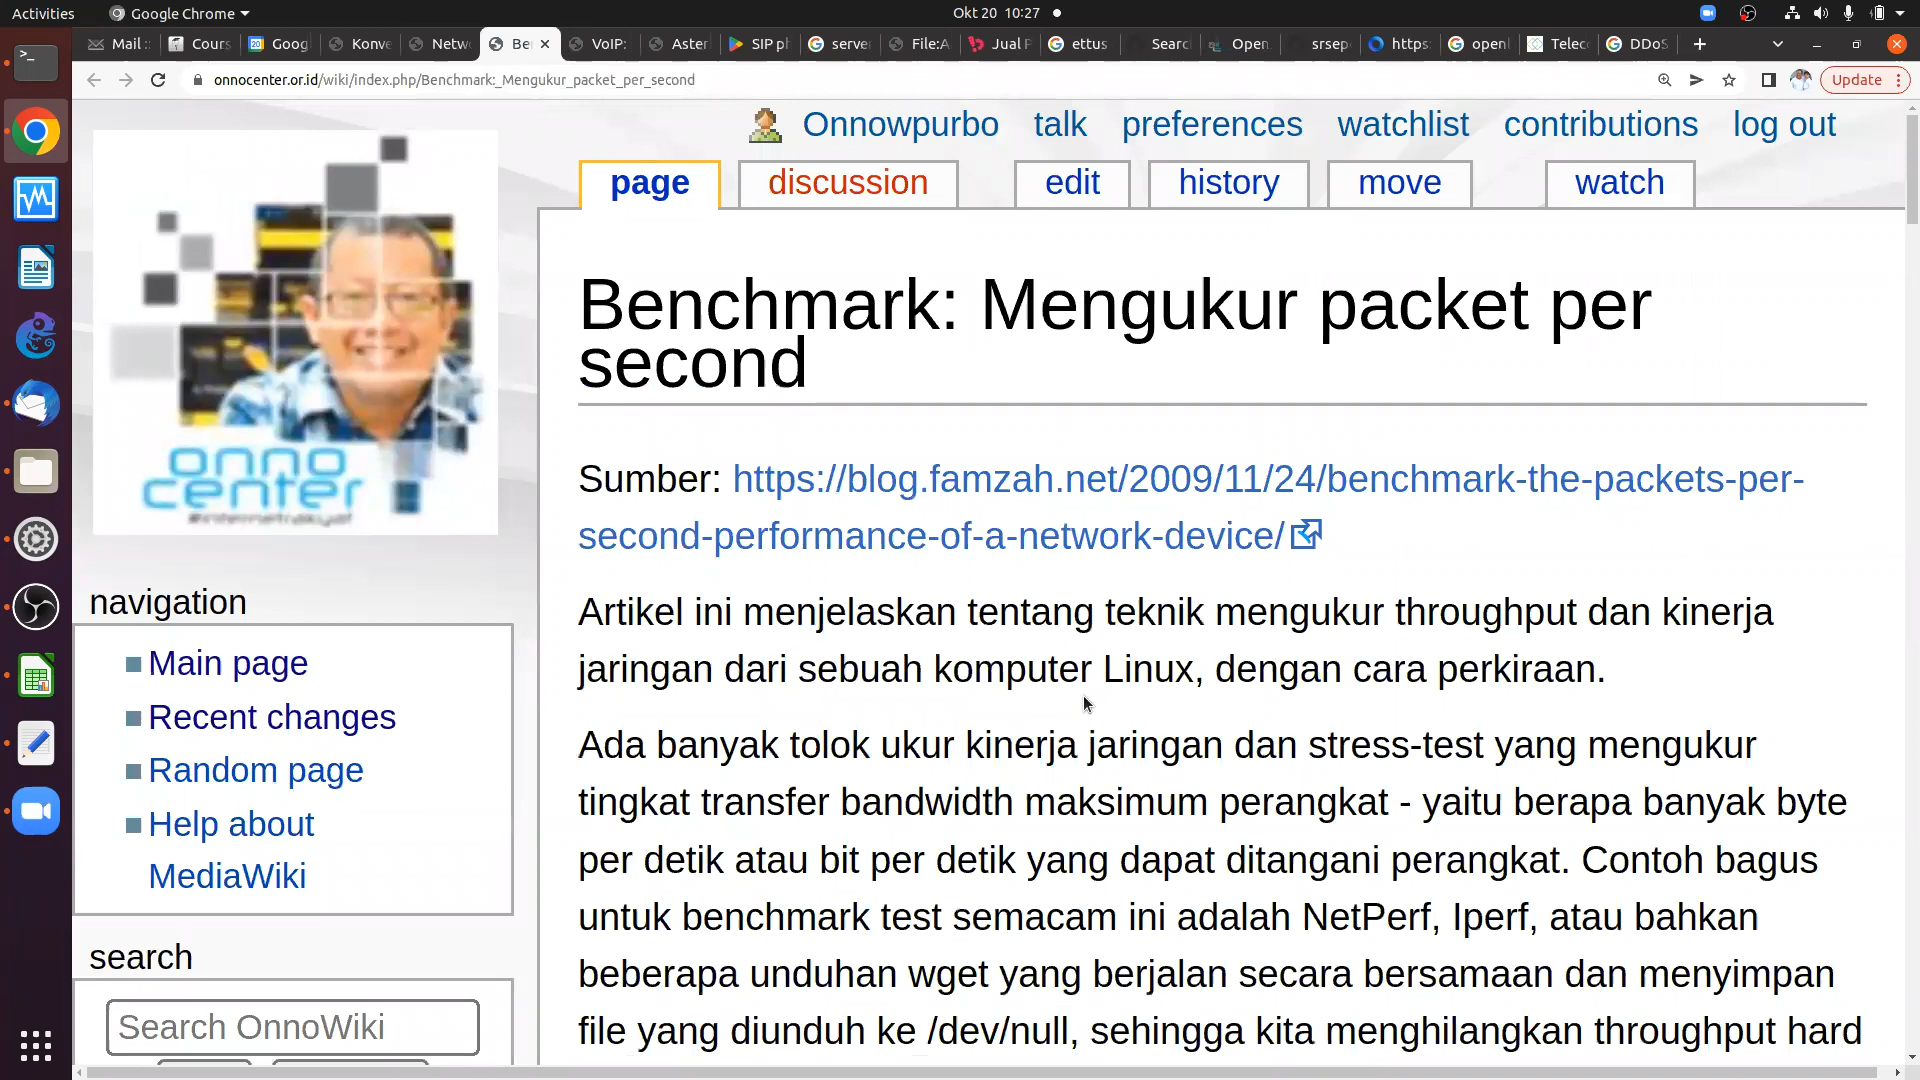 Activities
Google Chrome
Okt 20 10:27
Mail :
Cours
Goog
Konve
Netwo
Be
VoIP:
Aster
SIP ph
serve
File:A
Jual P
ettus
Searc
Open
srsep
https:
openl
Telec
DDoS
onnocenter.or.id/wiki/index.php/Benchmark:_Mengukur_packet_per_second
Update
Onnowpurbo talk preferences watchlist contributions log out
page discussion edit history move watch
onno
center
#internetrakyat
Benchmark: Mengukur packet per
second
Sumber: https://blog.famzah.net/2009/11/24/benchmark-the-packets-per-
second-performance-of-a-network-device/
Artikel ini menjelaskan tentang teknik mengukur throughput dan kinerja
jaringan dari sebuah komputer Linux, dengan cara perkiraan.
Ada banyak tolok ukur kinerja jaringan dan stress-test yang mengukur
tingkat transfer bandwidth maksimum perangkat - yaitu berapa banyak byte
per detik atau bit per detik yang dapat ditangani perangkat. Contoh bagus
untuk benchmark test semacam ini adalah NetPerf, Iperf, atau bahkan
beberapa unduhan wget yang berjalan secara bersamaan dan menyimpan
file yang diunduh ke /dev/null, sehingga kita menghilangkan throughput hard
navigation
Main page
Recent changes
Random page
Help about
MediaWiki
search
Search OnnoWiki